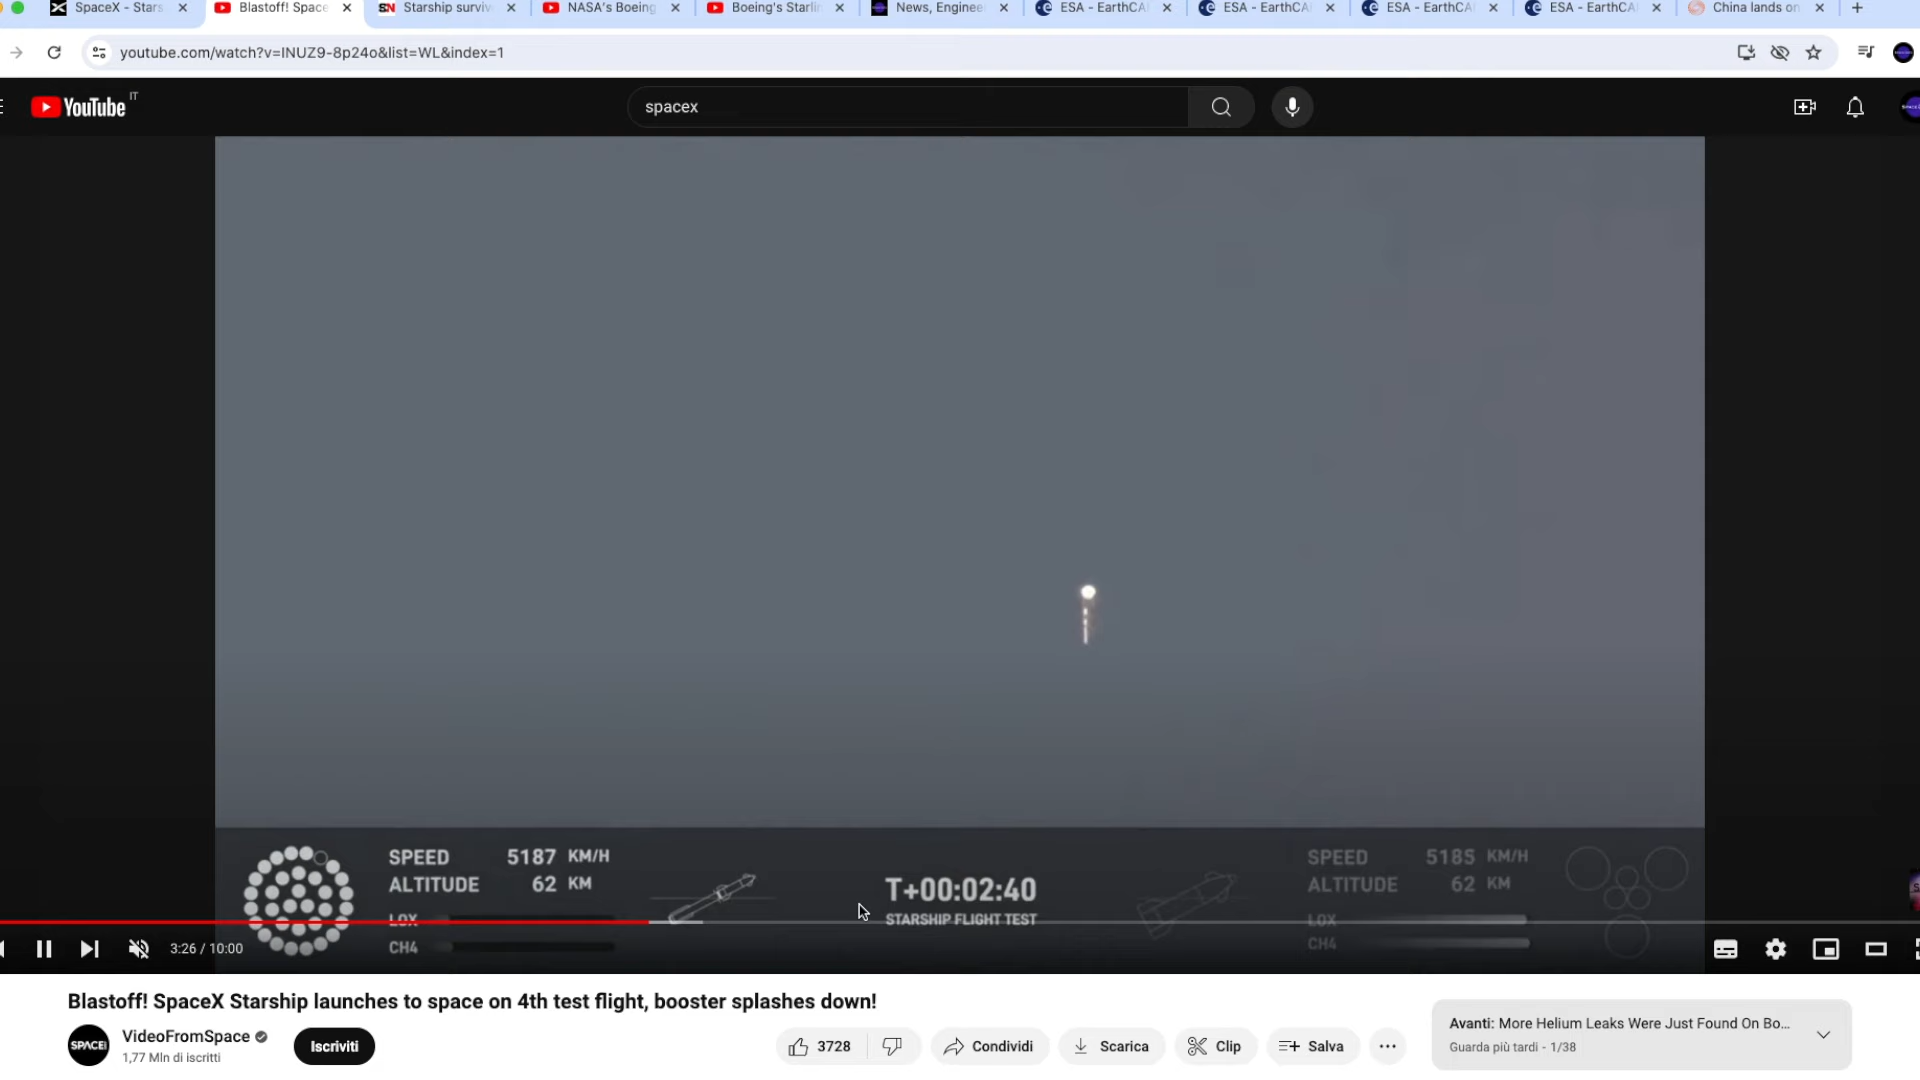 SpaceX - Stars
Blastoff! Space
SN Starship surviv
NASA's Boeing
Boeing's Starlin
News, Enginee
ESA - EarthCA
ESA - EarthCA
ESA - EarthCA
ESA - EarthCA
China lands on
youtube.com/watch?v=INUZ9-8p24o&list=WL&index=1
YouTube IT
spacex
SPEED 5187 KM/H
ALTITUDE 62 KM
LOX
CH4
T+00:02:40
STARSHIP FLIGHT TEST
SPEED 5185 KM/H
ALTITUDE 62 KM
LOX
CH4
3:26 / 10:00
Blastoff! SpaceX Starship launches to space on 4th test flight, booster splashes down!
SPACE
VideoFromSpace
1,77 Mln di iscritti
Iscriviti
3728
Condividi
Scarica
Clip
Salva
Avanti: More Helium Leaks Were Just Found On Bo...
Guarda più tardi - 1/38